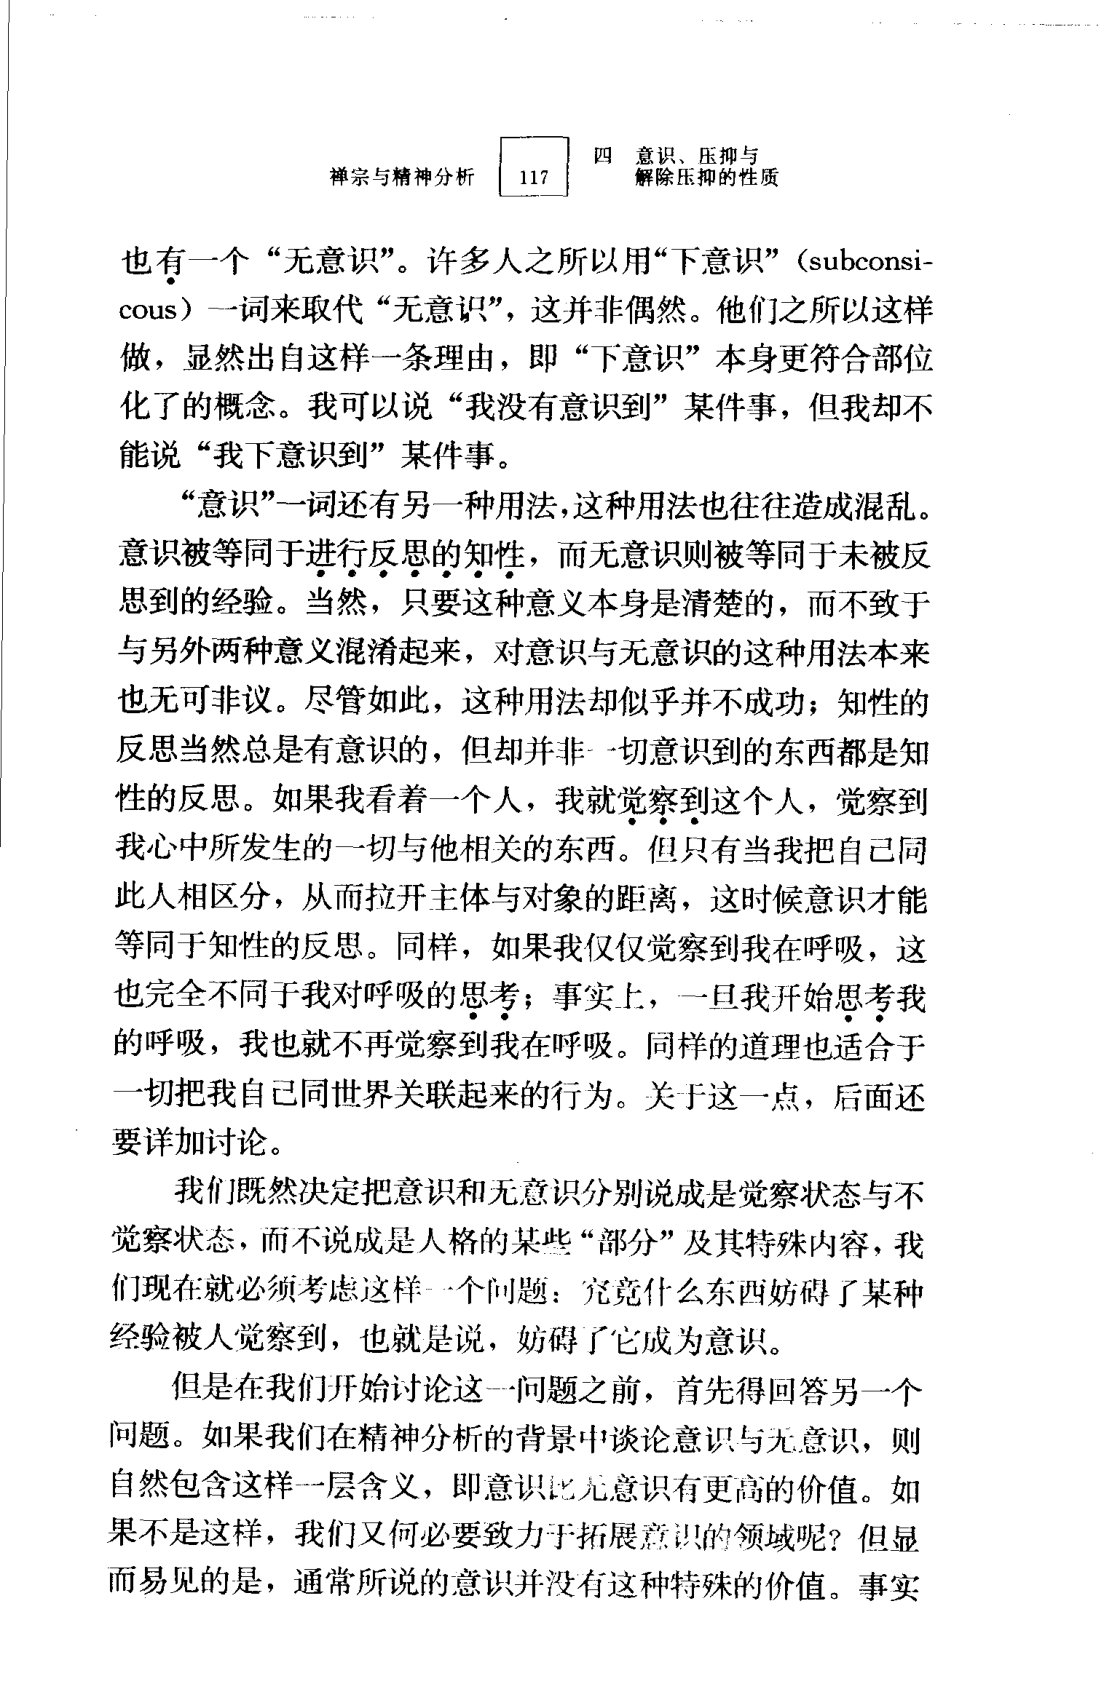 禅宗与精神分析
117
四 意识、压抑与
解除压抑的性质
也有一个“无意识”。许多人之所以用“下意识”（subconsi-
cous）一词来取代“无意识”，这并非偶然。他们之所以这样
做，显然出自这样一条理由，即“下意识”本身更符合部位
化了的概念。我可以说“我没有意识到”某件事，但我却不
能说“我下意识到”某件事。
“意识”一词还有另一种用法，这种用法也往往造成混乱。
意识被等同于进行反思的知性，而无意识则被等同于未被反
思到的经验。当然，只要这种意义本身是清楚的，而不致于
与另外两种意义混淆起来，对意识与无意识的这种用法本来
也无可非议。尽管如此，这种用法却似乎并不成功；知性的
反思当然总是有意识的，但却并非一切意识到的东西都是知
性的反思。如果我看着一个人，我就觉察到这个人，觉察到
我心中所发生的一切与他相关的东西。但只有当我把自己同
此人相区分，从而拉开主体与对象的距离，这时候意识才能
等同于知性的反思。同样，如果我仅仅觉察到我在呼吸，这
也完全不同于我对呼吸的思考；事实上，一旦我开始思考我
的呼吸，我也就不再觉察到我在呼吸。同样的道理也适合于
一切把我自己同世界关联起来的行为。关于这一点，后面还
要详加讨论。
我们既然决定把意识和无意识分别说成是觉察状态与不
觉察状态，而不说成是人格的某些“部分”及其特殊内容，我
们现在就必须考虑这样一个问题：究竟什么东西妨碍了某种
经验被人觉察到，也就是说，妨碍了它成为意识。
但是在我们开始讨论这一问题之前，首先得回答另一个
问题。如果我们在精神分析的背景中谈论意识与无意识，则
自然包含这样一层含义，即意识比无意识有更高的价值。如
果不是这样，我们又何必要致力于拓展意识的领域呢？但显
而易见的是，通常所说的意识并没有这种特殊的价值。事实